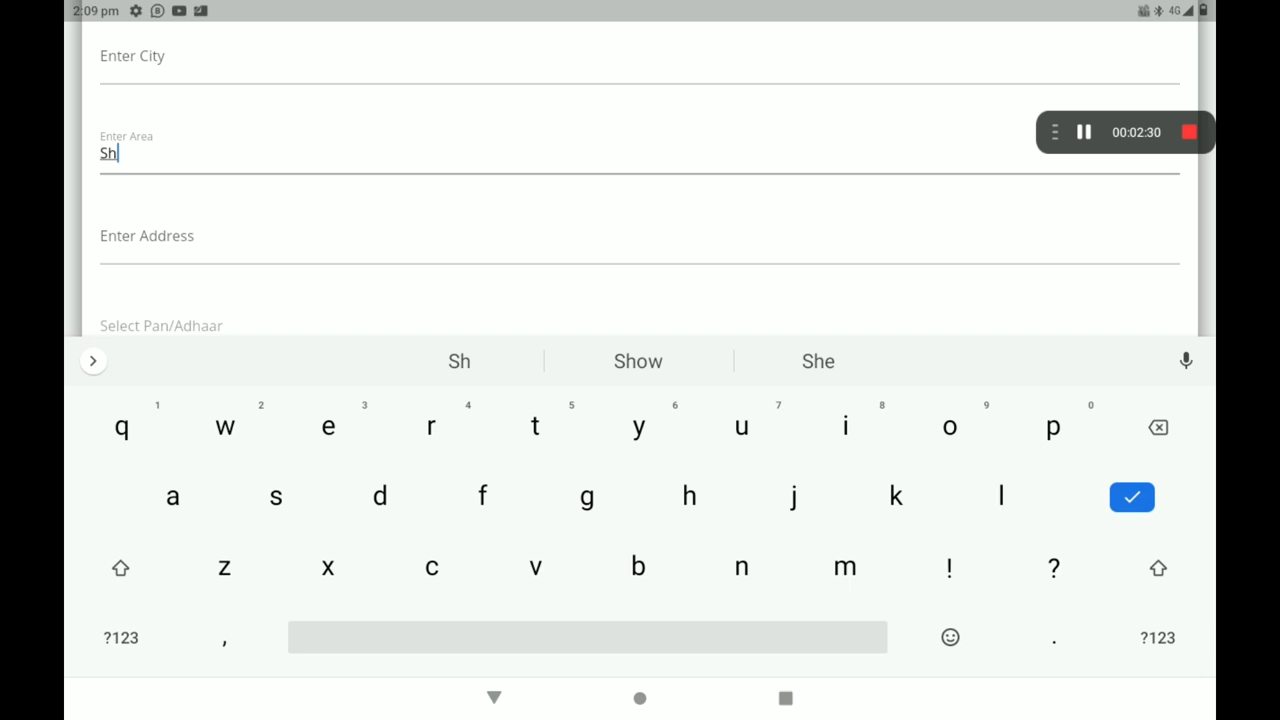 2:09 pm
4G
Enter City
Enter Area
Sh
00:02:30
Enter Address
Select Pan/Adhaar
Sh Show She
1 2 3 4 5 6 7 8 9 0
q w e r t y u i o p
a s d f g h j k l
z x c v b n m ! ?
?123 , . ?123